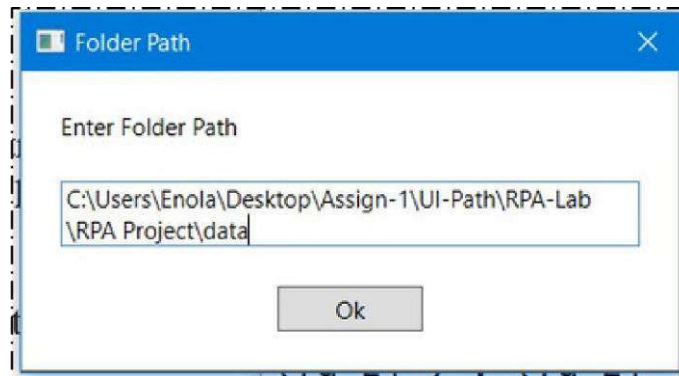 Folder Path
Enter Folder Path
C:\Users\Enola\Desktop\Assign-1\UI-Path\RPA-Lab
\RPA Project\data
Ok